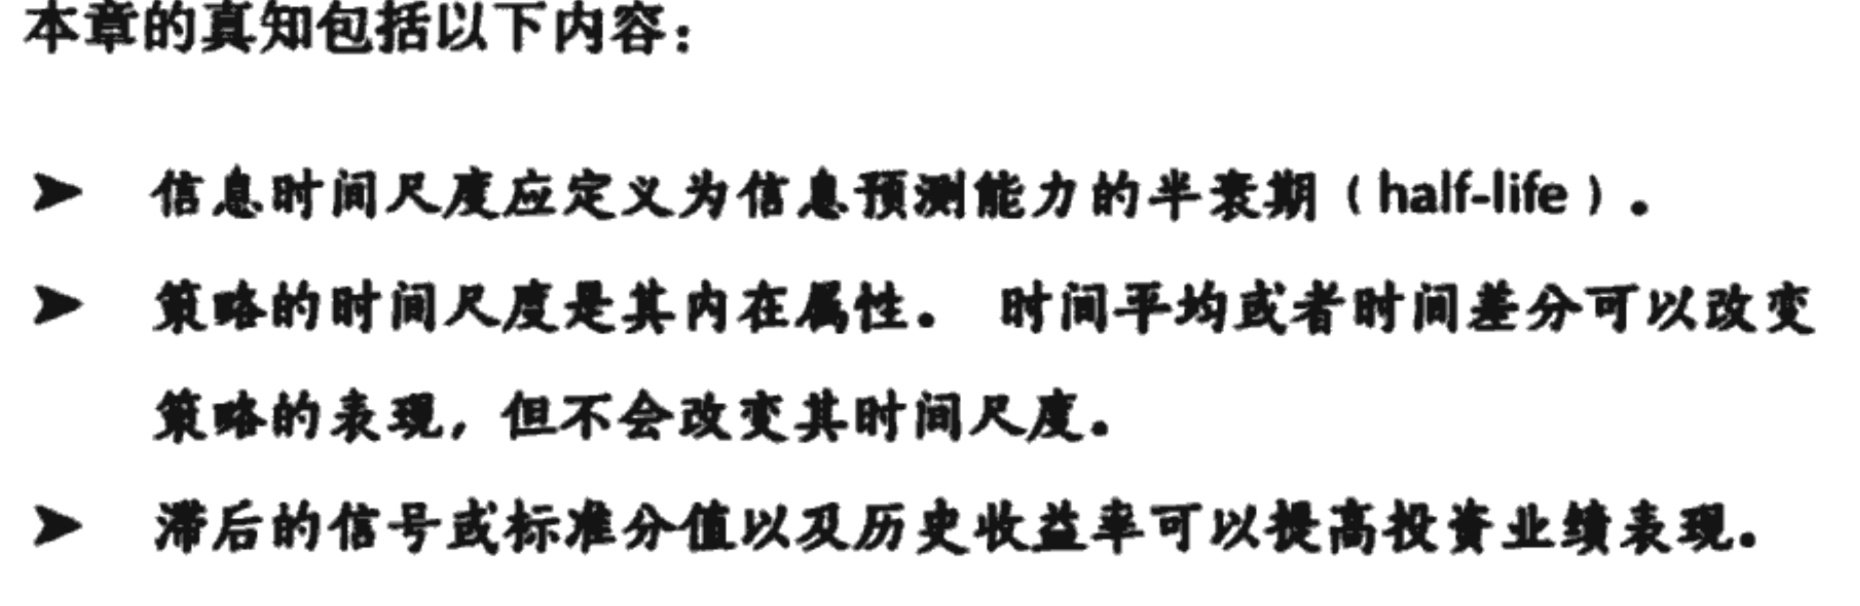 本章的真知包括以下内容：
➤ 信息时间尺度应定义为信息预测能力的半衰期（half-life）。
➤ 策略的时间尺度是其内在属性。 时间平均或者时间差分可以改变
策略的表现，但不会改变其时间尺度。
➤ 滞后的信号或标准分值以及历史收益率可以提高投资业绩表现。